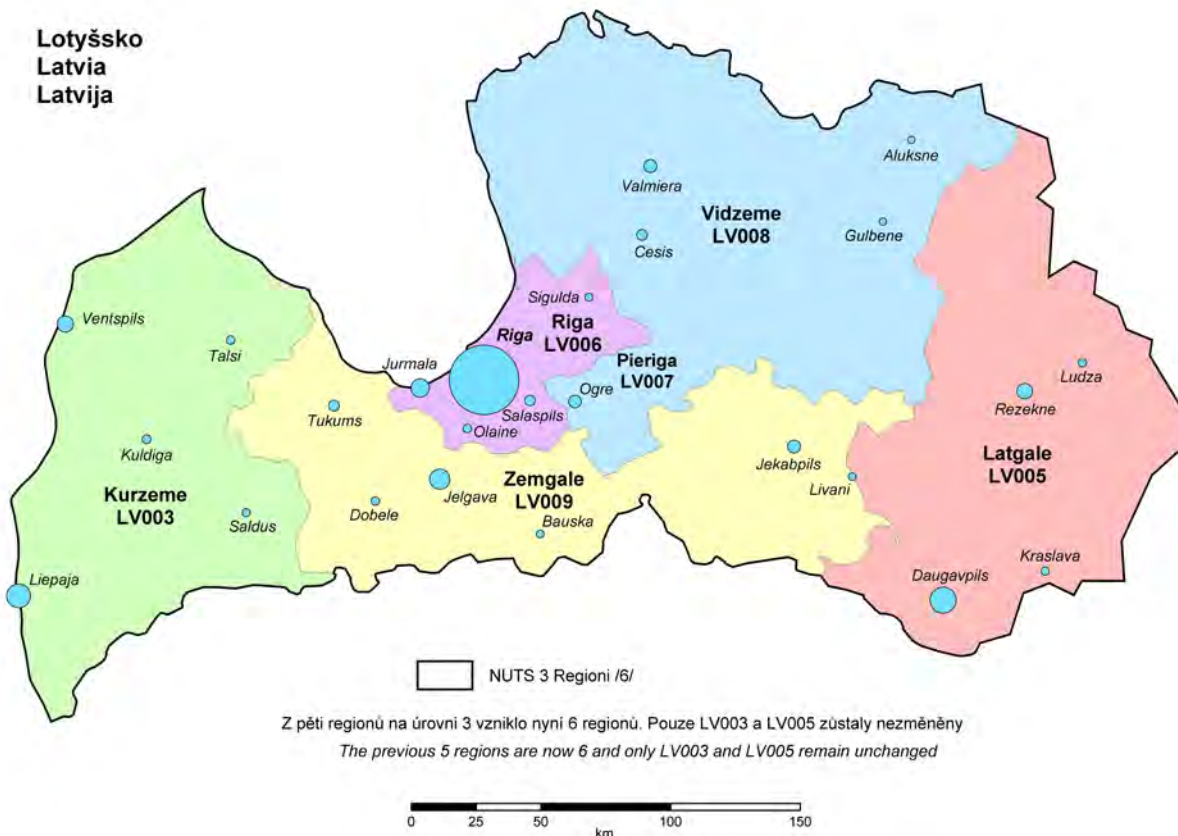 Lotyšsko
Latvia
Latvija
Aluksne
Valmiera
Vidzeme
LV008
Gulbene
Cesis
Sigulda
Ventspils
Riga
Riga
LV006
Talsi
Jurmala
Pieriga
LV007
Ogre
Ludza
Rezekne
Tukums
Salaspils
Olaine
Kuldiga
Jekabpils
Latgale
LV005
Zemgale
LV009
Livani
Kurzeme
LV003
Jelgava
Dobele
Saldus
Bauska
Kraslava
Liepaja
Daugavpils
NUTS 3 Regioni /6/
Z pěti regionů na úrovni 3 vzniklo nyní 6 regionů. Pouze LV003 a LV005 zůstaly nezměněny
The previous 5 regions are now 6 and only LV003 and LV005 remain unchanged
0 25 50 100 150
km